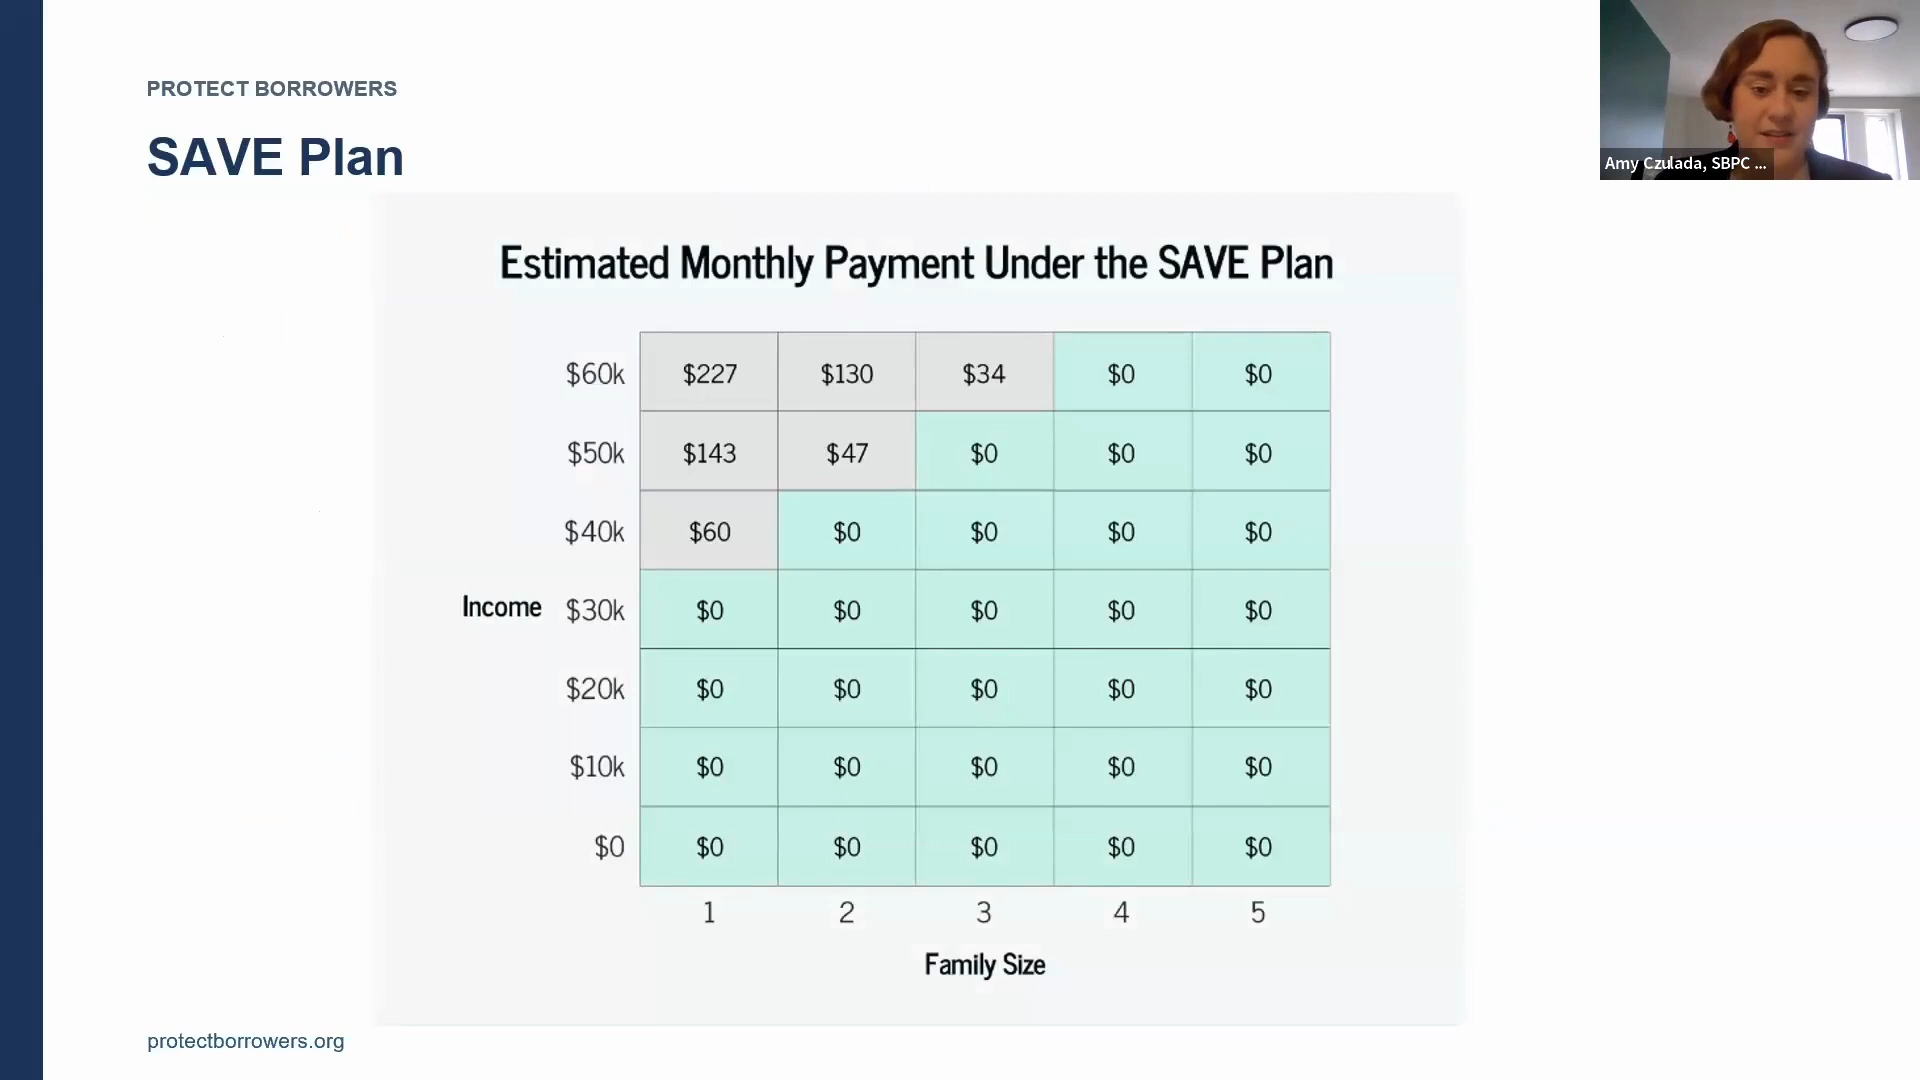 PROTECT BORROWERS
SAVE Plan
Amy Czulada, SBPC ...
Estimated Monthly Payment Under the SAVE Plan
$60k $227 $130 $34 $0 $0
$50k $143 $47 $0 $0 $0
$40k $60 $0 $0 $0 $0
Income $30k $0 $0 $0 $0 $0
$20k $0 $0 $0 $0 $0
$10k $0 $0 $0 $0 $0
$0 $0 $0 $0 $0 $0
1 2 3 4 5
Family Size
protectborrowers.org